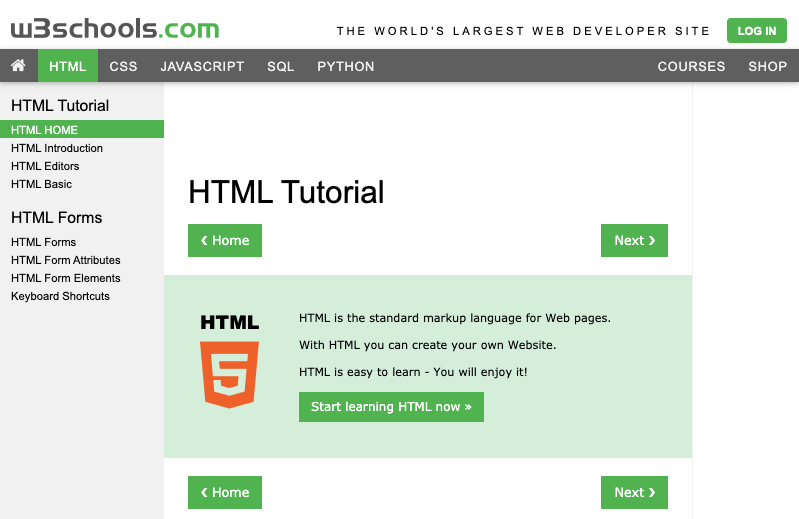 w3schools.com
THE WORLD'S LARGEST WEB DEVELOPER SITE
LOG IN
HTML CSS JAVASCRIPT SQL PYTHON COURSES SHOP
HTML Tutorial
HTML HOME
HTML Introduction
HTML Editors
HTML Basic
HTML Forms
HTML Forms
HTML Form Attributes
HTML Form Elements
Keyboard Shortcuts
HTML Tutorial
❮ Home
Next ❯
HTML
5
HTML is the standard markup language for Web pages.
With HTML you can create your own Website.
HTML is easy to learn - You will enjoy it!
Start learning HTML now »
❮ Home
Next ❯